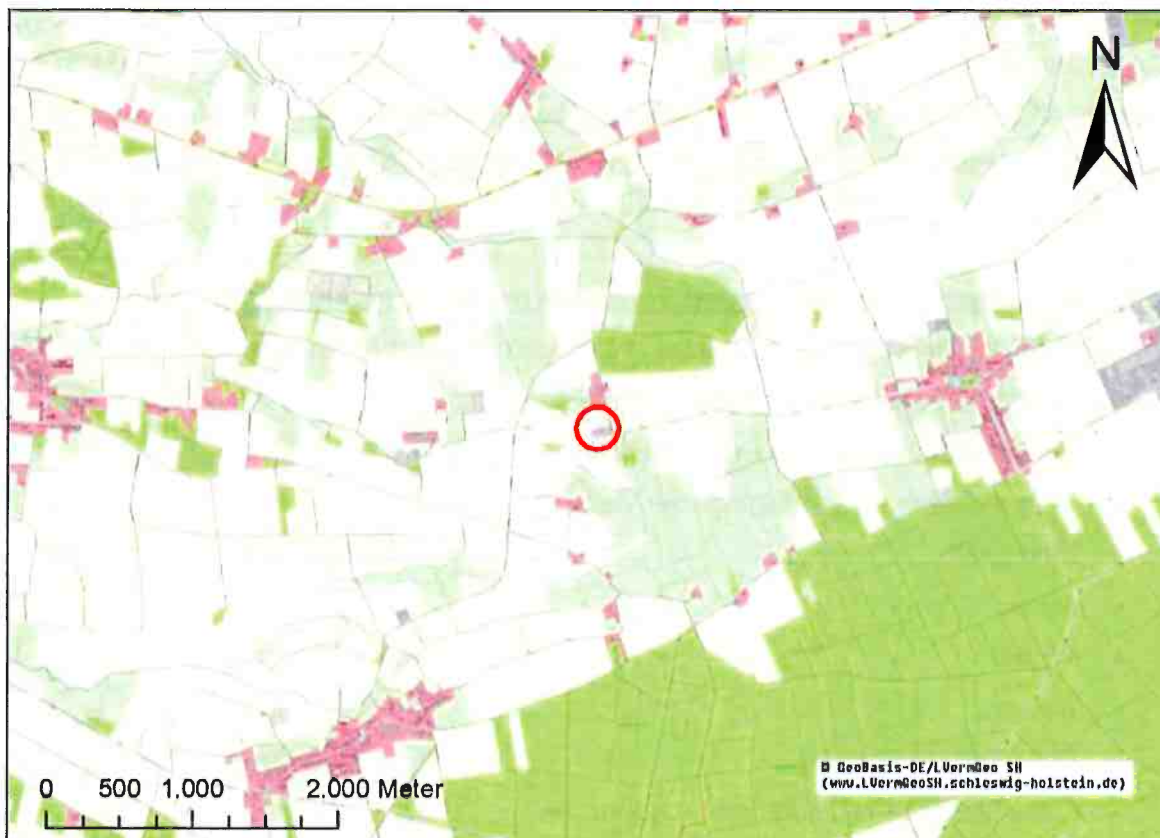 N
0 500 1.000 2.000 Meter
© GeoBasis-DE/LVermGeo SH
(www.LVermGeoSH.schleswig-holstein.de)